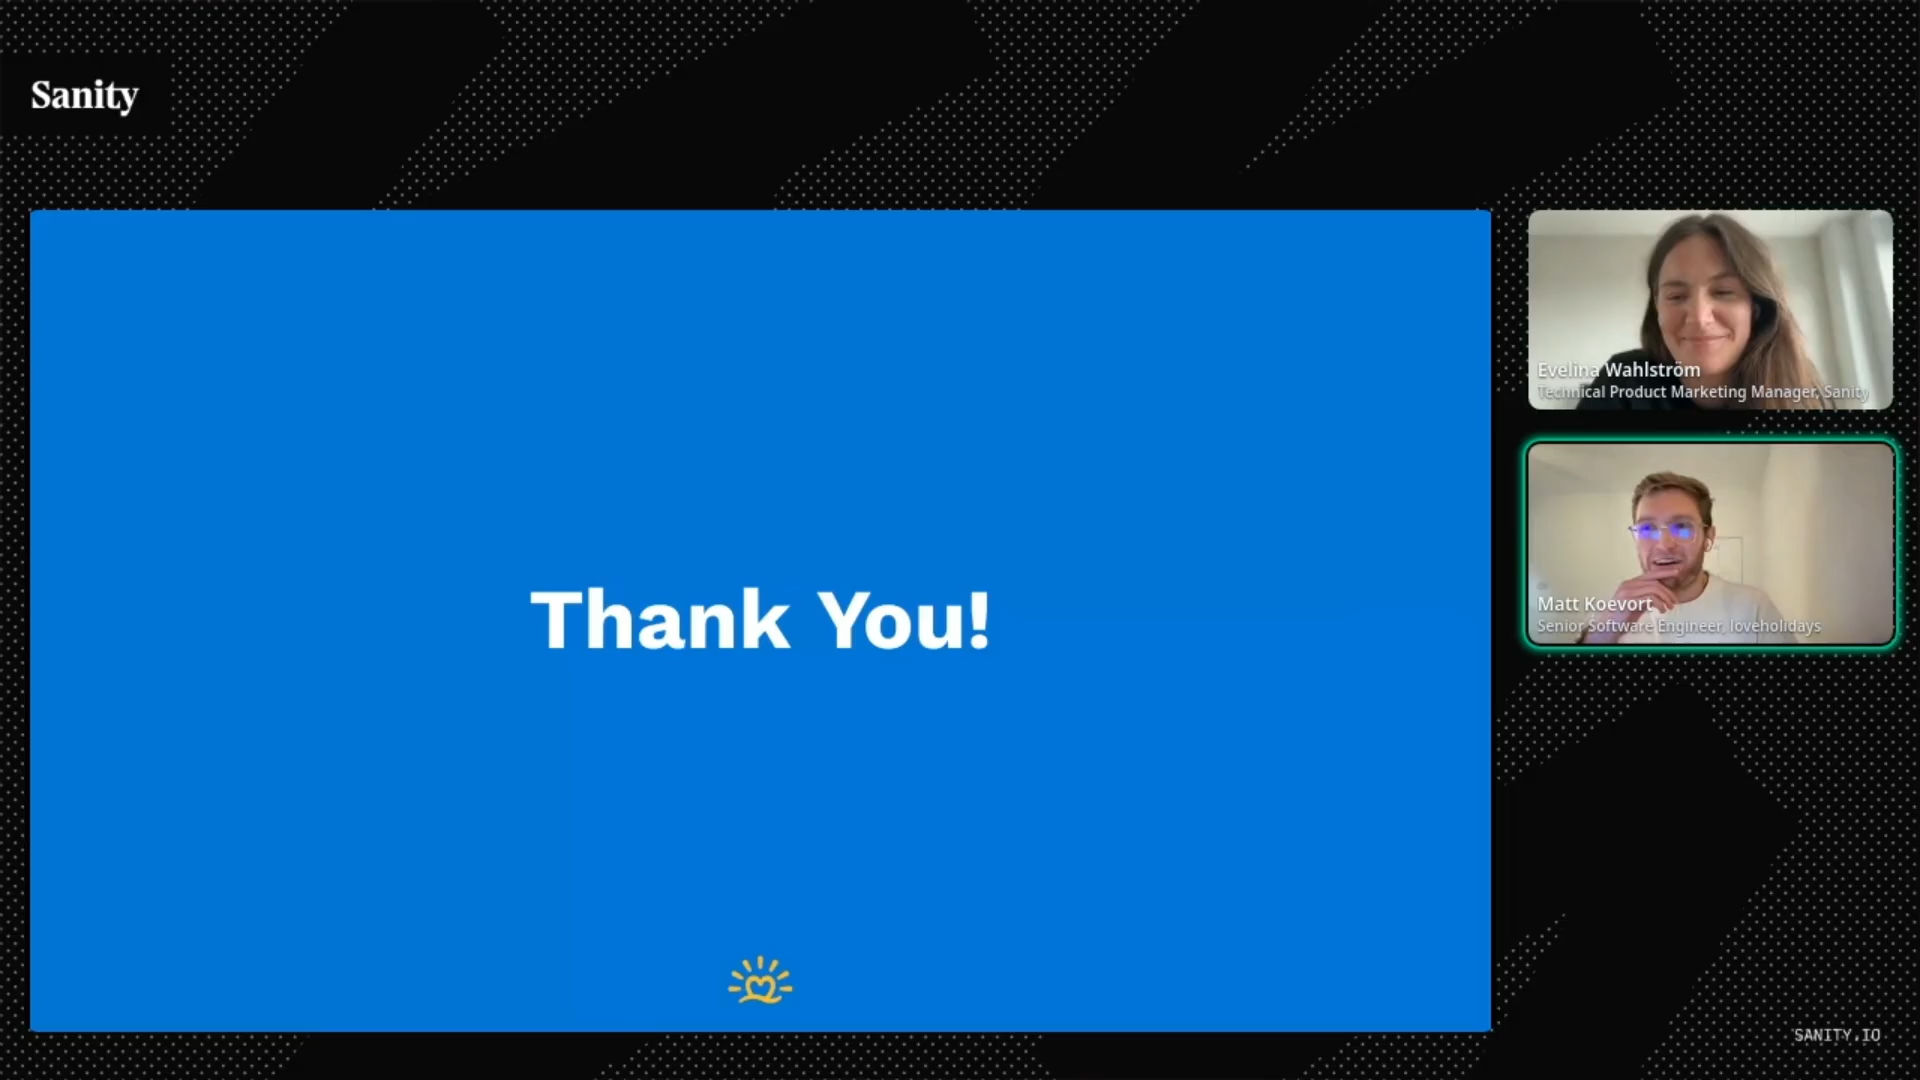 Sanity
Thank You!
Evelina Wahlström
Technical Product Marketing Manager, Sanity
Matt Koevort
Senior Software Engineer, loveholidays
SANITY.IO